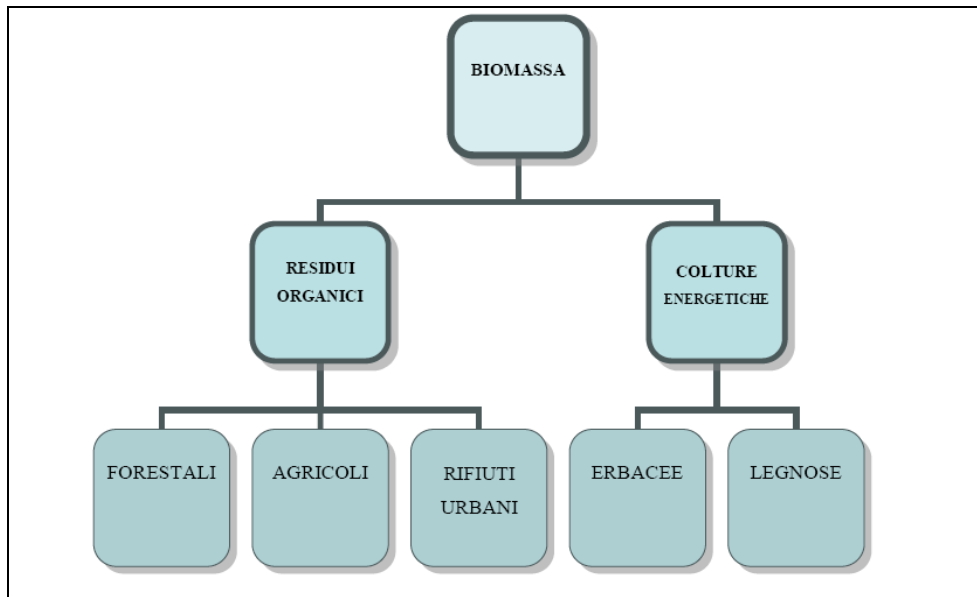 BIOMASSA
RESIDUI
ORGANICI
COLTURE
ENERGETICHE
FORESTALI
AGRICOLI
RIFIUTI
URBANI
ERBACEE
LEGNOSE